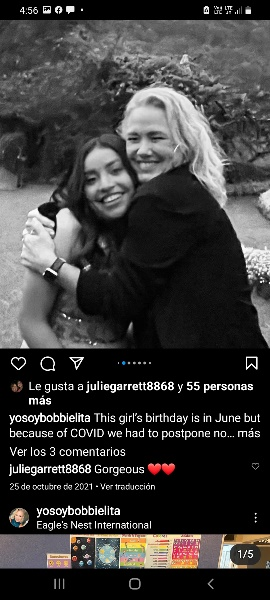 4:56
Le gusta a juliegarrett8868 y 55 personas
más
yosoybobbielita This girl's birthday is in June but
because of COVID we had to postpone no... más
Ver los 3 comentarios
juliegarrett8868 Gorgeous ❤️❤️
25 de octubre de 2021 • Ver traducción
yosoybobbielita
Eagle's Nest International
1/5